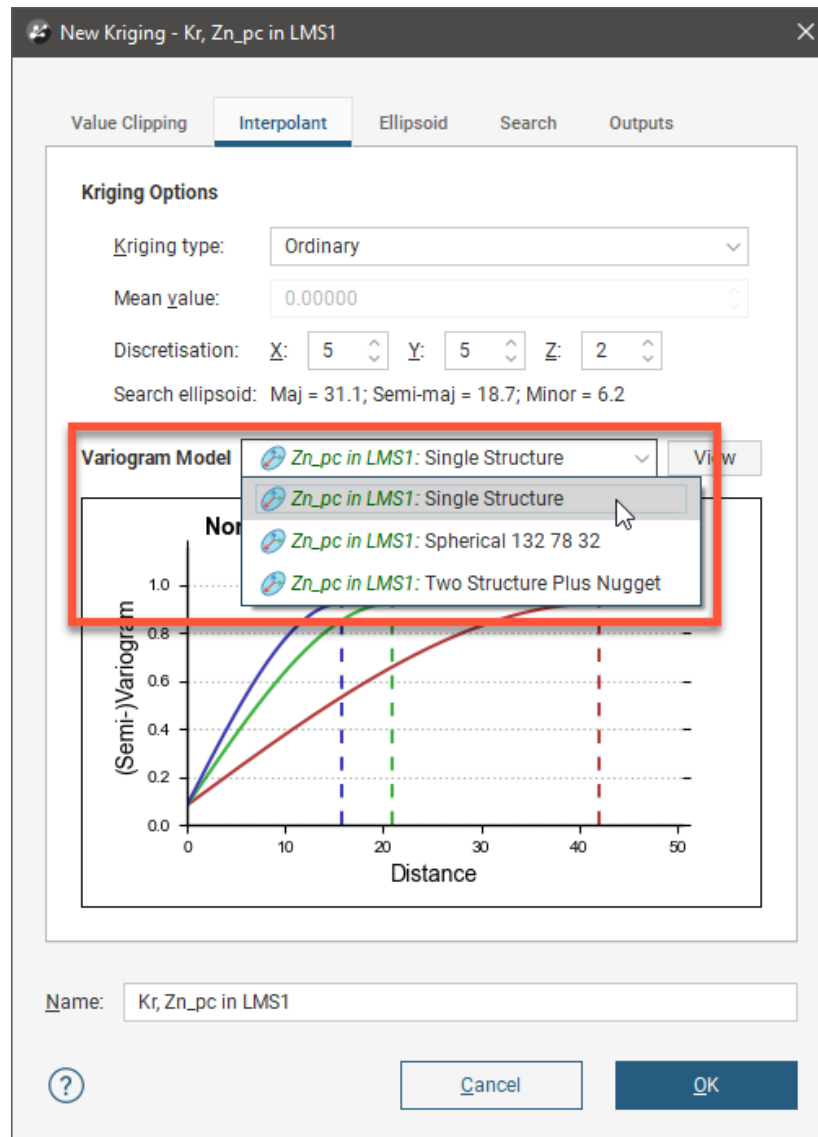 New Kriging - Kr, Zn_pc in LMS1
Value Clipping Interpolant Ellipsoid Search Outputs
Kriging Options
Kriging type: Ordinary
Mean value: 0.00000
Discretisation: X: 5 Y: 5 Z: 2
Search ellipsoid: Maj = 31.1; Semi-maj = 18.7; Minor = 6.2
Variogram Model Zn_pc in LMS1: Single Structure View
Zn_pc in LMS1: Single Structure
Zn_pc in LMS1: Spherical 132 78 32
Zn_pc in LMS1: Two Structure Plus Nugget
(Semi-)Variogram
1.0
0.8
0.6
0.4
0.2
0.0
0 10 20 30 40 50
Distance
Name: Kr, Zn_pc in LMS1
? Cancel OK